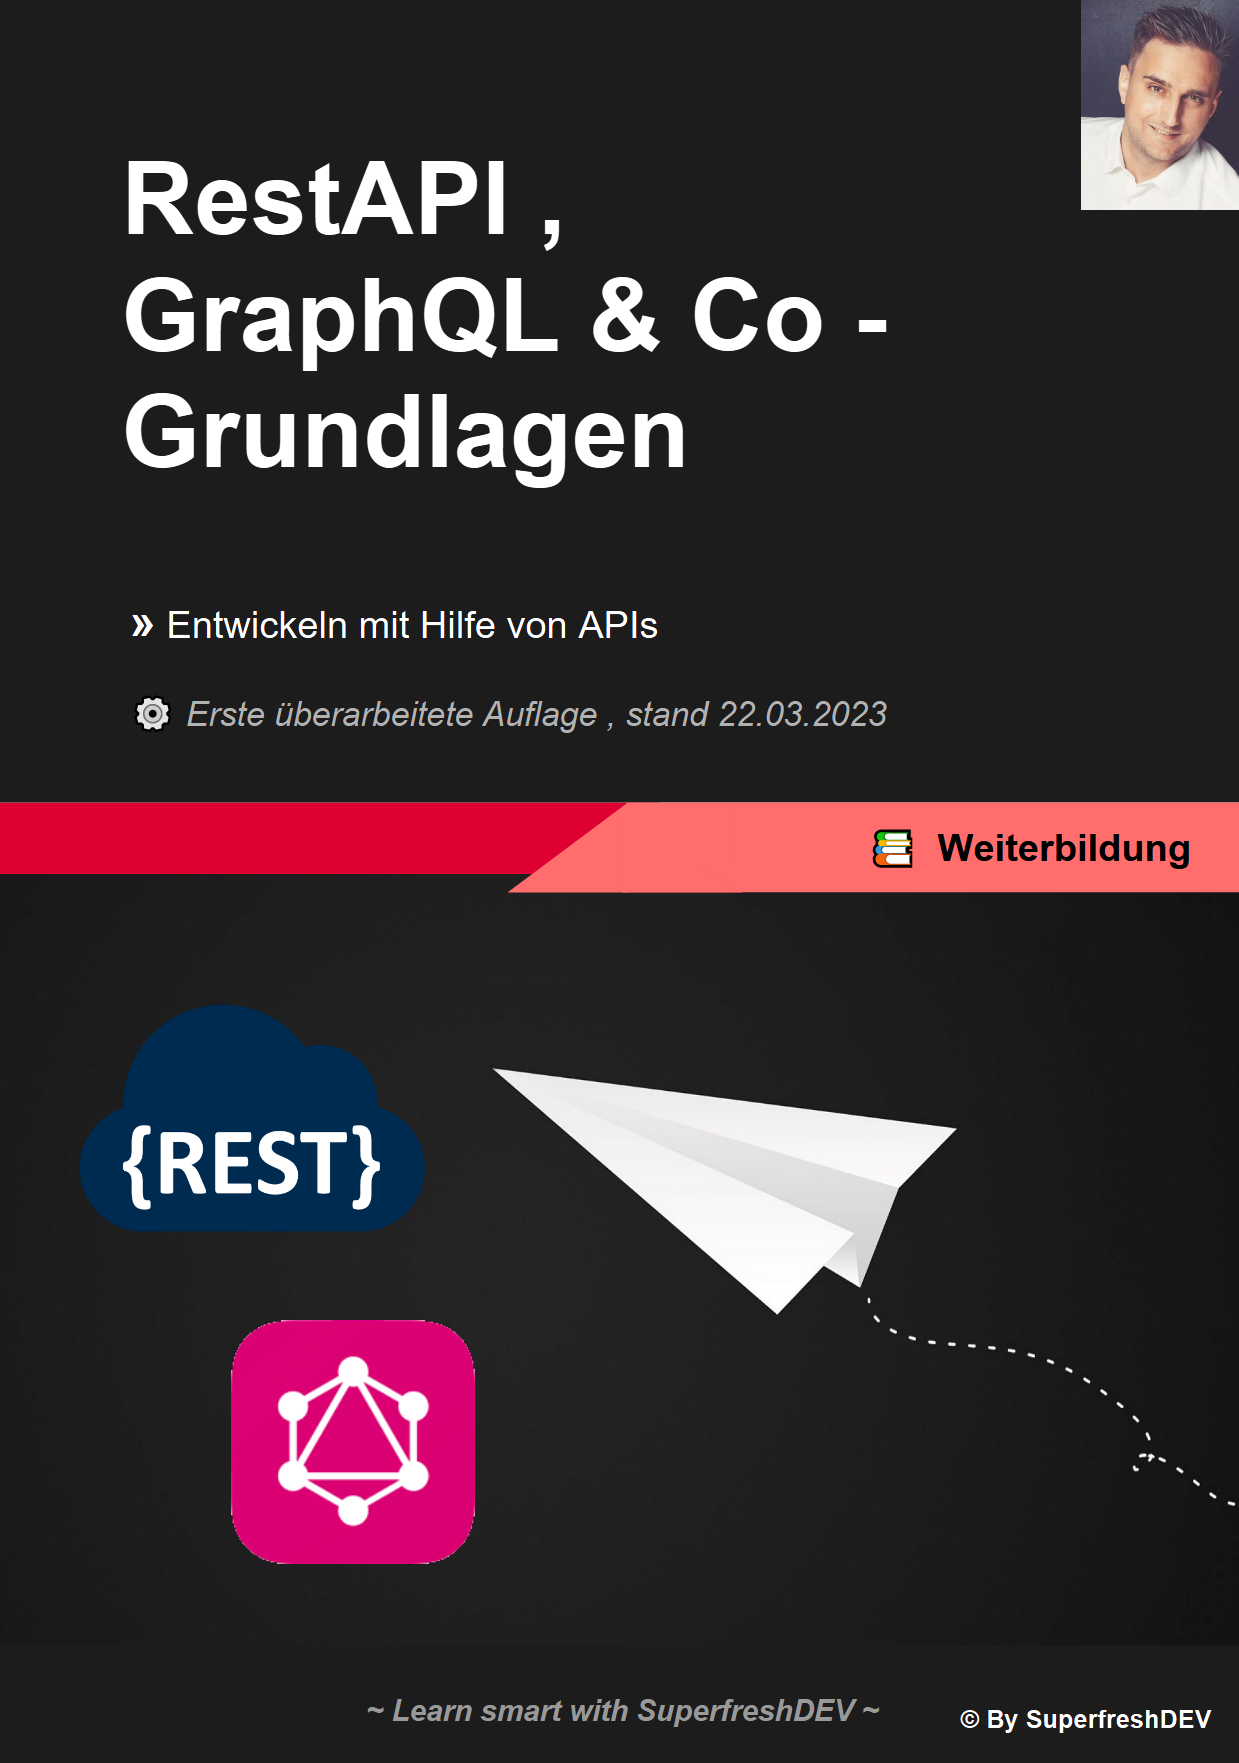 RestAPI ,
GraphQL & Co -
Grundlagen
» Entwickeln mit Hilfe von APIs
Erste überarbeitete Auflage , stand 22.03.2023
Weiterbildung
{REST}
~ Learn smart with SuperfreshDEV ~
© By SuperfreshDEV